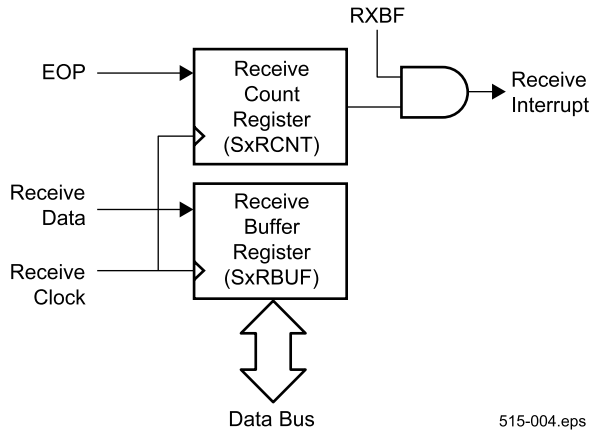 RXBF
EOP
Receive
Count
Register
(SxRCNT)
Receive
Interrupt
Receive
Data
Receive
Buffer
Register
(SxRBUF)
Receive
Clock
Data Bus
515-004.eps